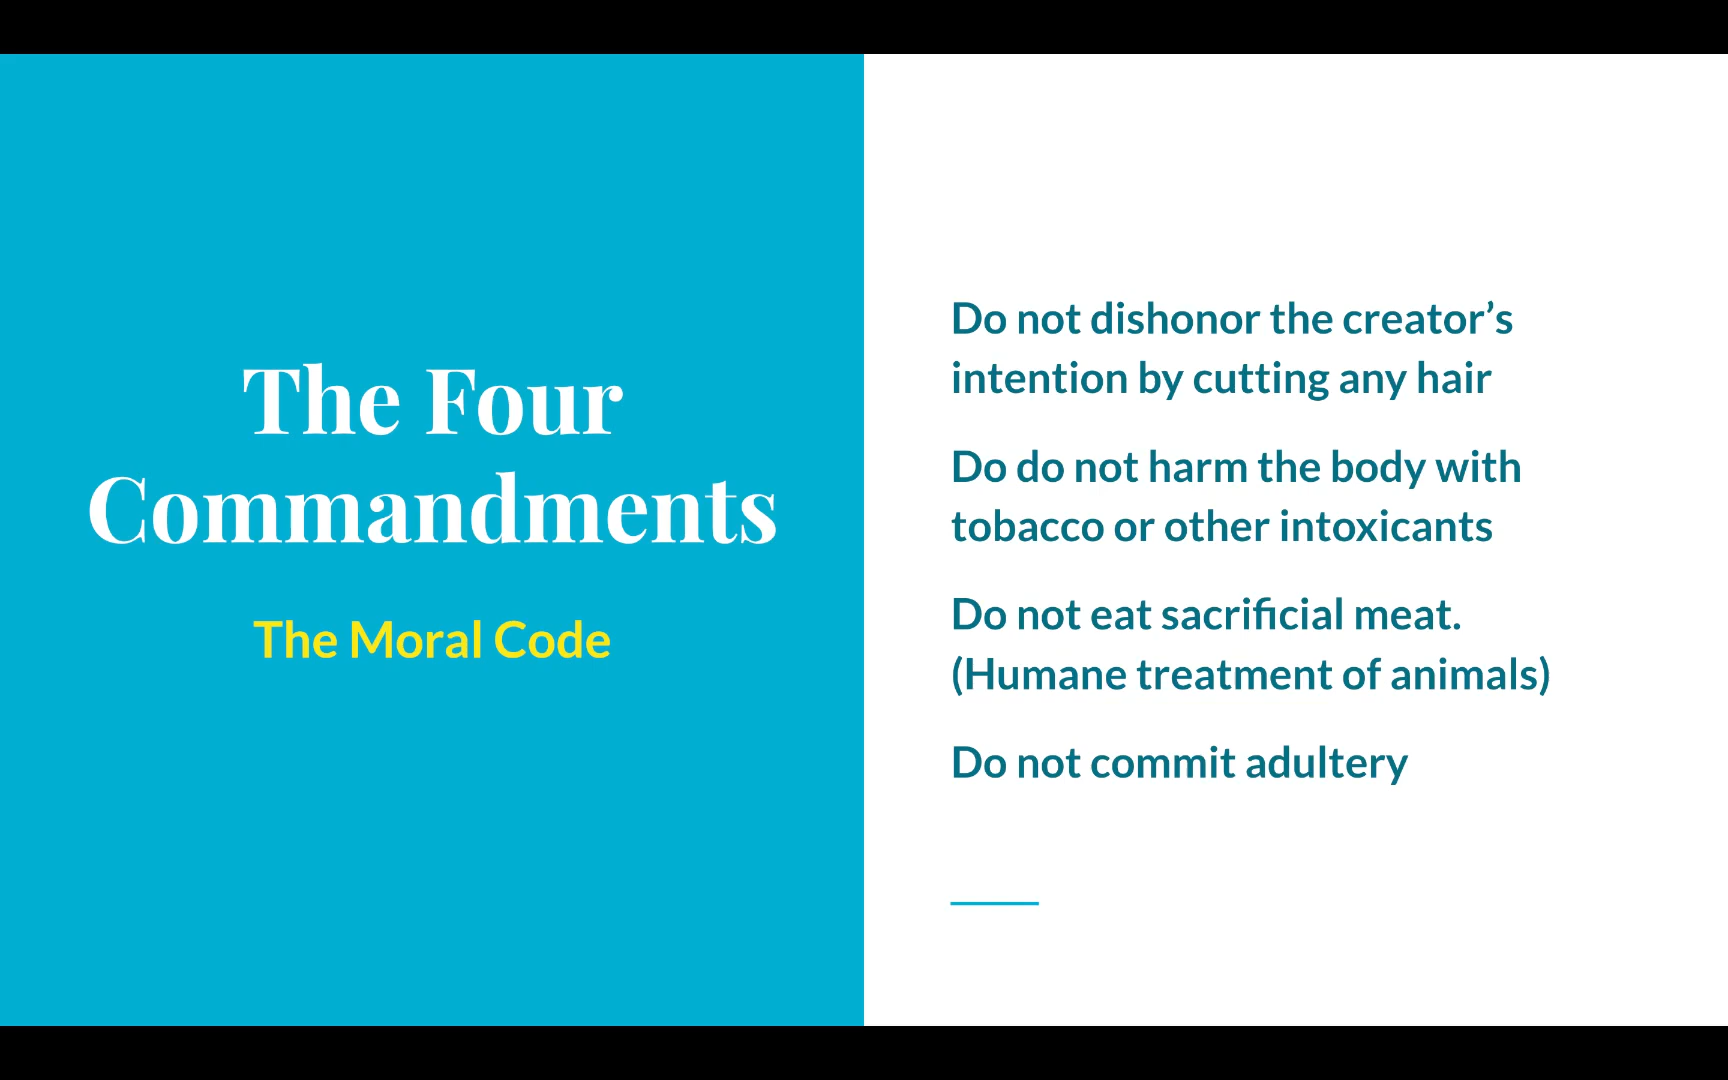 The Four
Commandments
The Moral Code
Do not dishonor the creator’s
intention by cutting any hair
Do do not harm the body with
tobacco or other intoxicants
Do not eat sacrificial meat.
(Humane treatment of animals)
Do not commit adultery